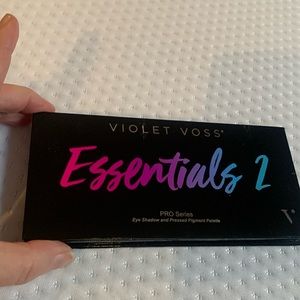 VIOLET VOSS®
Essentials 2
PRO Series
Eye Shadow and Pressed Pigment Palette
V